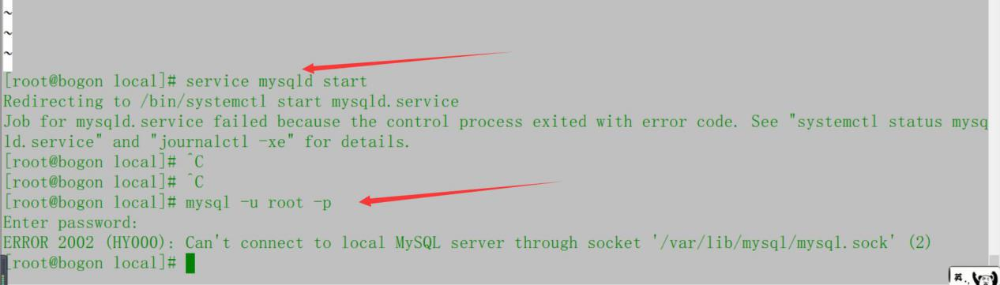 ~
~
~
[root@bogon local]# service mysqld start
Redirecting to /bin/systemctl start mysqld.service
Job for mysqld.service failed because the control process exited with error code. See "systemctl status mysq
ld.service" and "journalctl -xe" for details.
[root@bogon local]# ^C
[root@bogon local]# ^C
[root@bogon local]# mysql -u root -p
Enter password:
ERROR 2002 (HY000): Can't connect to local MySQL server through socket '/var/lib/mysql/mysql.sock' (2)
[root@bogon local]#
英.,